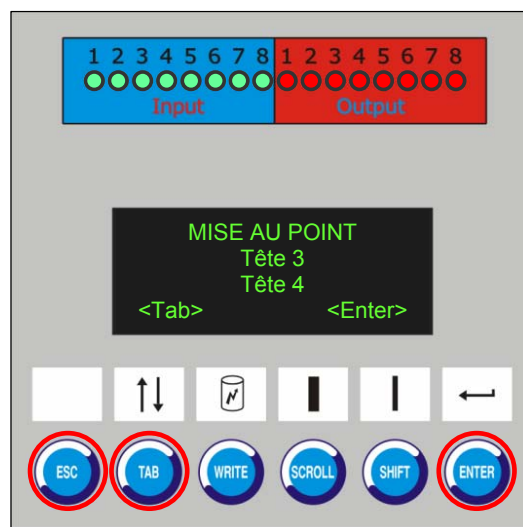 1 2 3 4 5 6 7 8 1 2 3 4 5 6 7 8
Input Output
MISE AU POINT
Tête 3
Tête 4
<Tab> <Enter>
ESC TAB WRITE SCROLL SHIFT ENTER